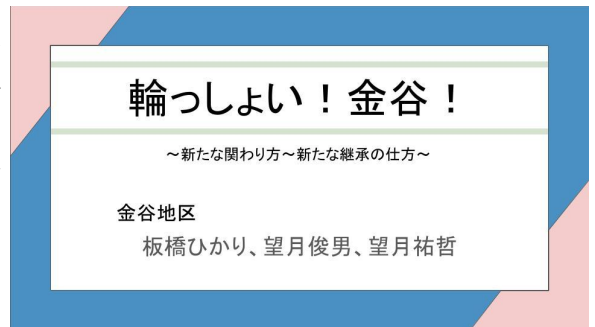 輪っしょい！金谷！
～新たな関わり方～新たな継承の仕方～
金谷地区
板橋ひかり、望月俊男、望月祐哲